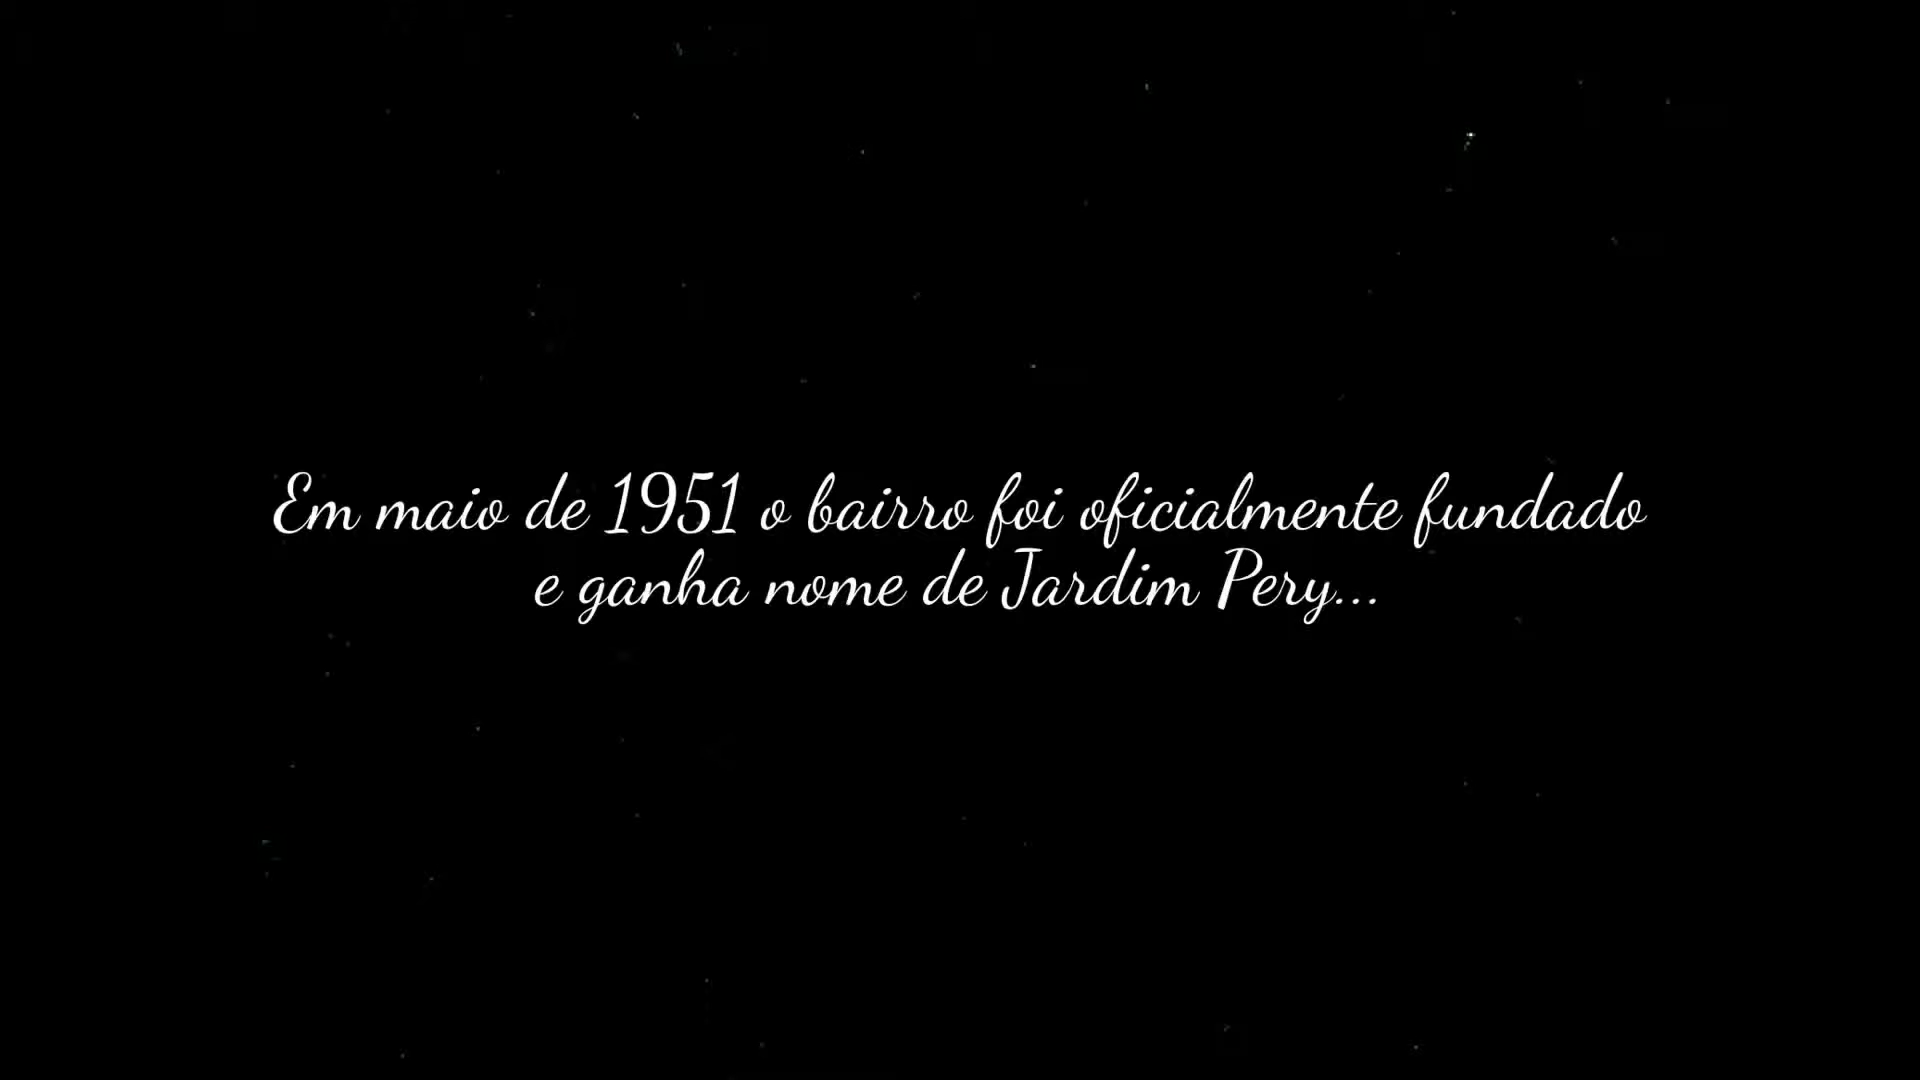 Em maio de 1951 o bairro foi oficialmente fundado
e ganha nome de Jardim Pery...